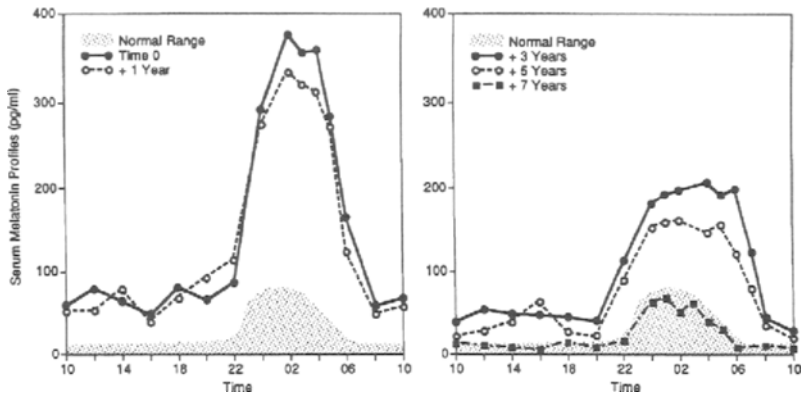 400
300
200
100
0
Serum Melatonin Profiles (pg/ml)
Normal Range
Time 0
+ 1 Year
10 14 18 22 02 06 10
Time
400
300
200
100
0
Normal Range
+ 3 Years
+ 5 Years
+ 7 Years
10 14 18 22 02 06 10
Time